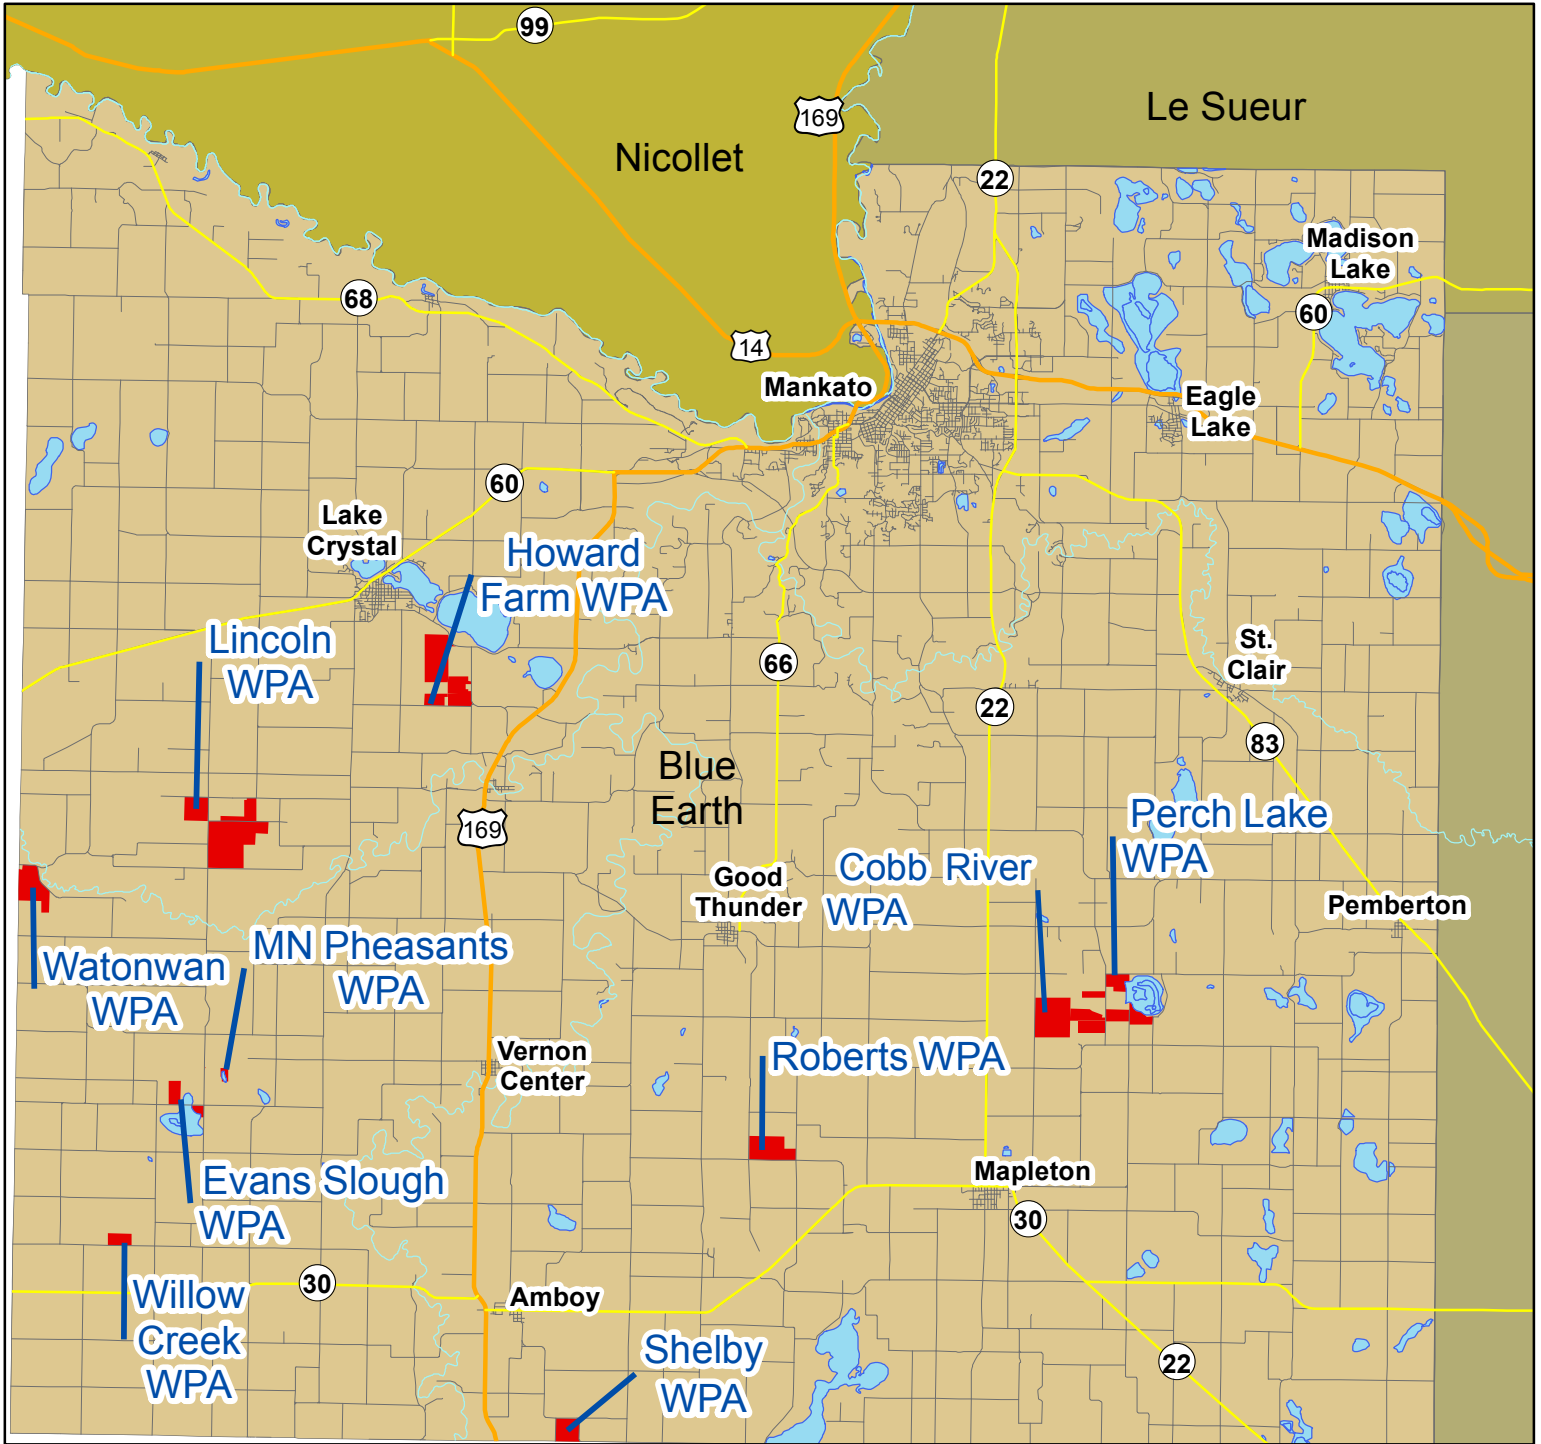 99
169
Le Sueur
Nicollet
22
Madison
Lake
68
60
14
Mankato
Eagle
Lake
60
Lake
Crystal
Howard
Farm WPA
Lincoln
WPA
66
St.
Clair
22
83
Blue
Earth
169
Perch Lake
WPA
Cobb River
WPA
Good
Thunder
Pemberton
Watonwan
WPA
MN Pheasants
WPA
Vernon
Center
Roberts WPA
Mapleton
Evans Slough
WPA
30
30
Amboy
Willow
Creek
WPA
Shelby
WPA
22